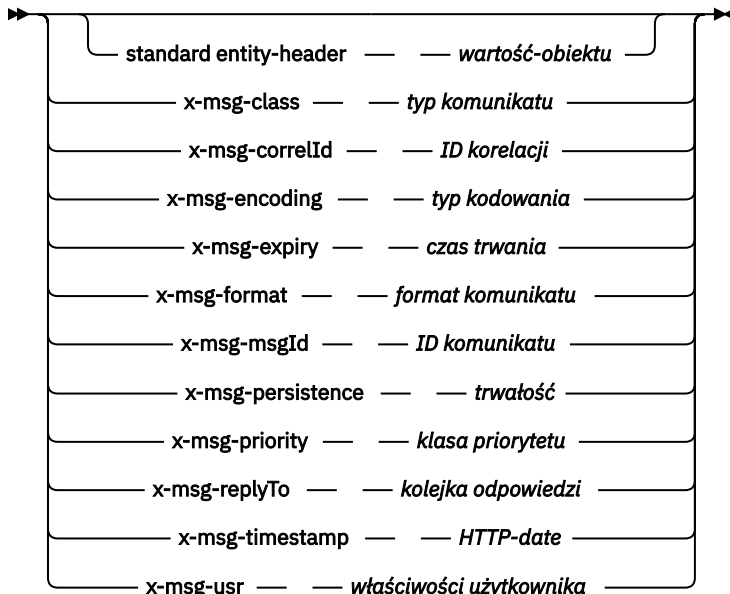 standard entity-header — — wartość-obiektu
x-msg-class — — typ komunikatu
x-msg-correlId — — ID korelacji
x-msg-encoding — — typ kodowania
x-msg-expiry — — czas trwania
x-msg-format — — format komunikatu
x-msg-msgId — — ID komunikatu
x-msg-persistence — — trwałość
x-msg-priority — — klasa priorytetu
x-msg-replyTo — — kolejka odpowiedzi
x-msg-timestamp — — HTTP-date
x-msg-usr — — właściwości użytkownika